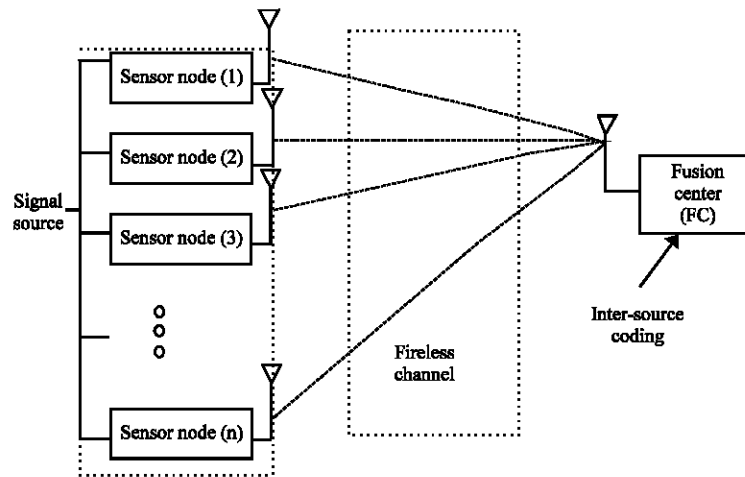 Sensor node (1)
Sensor node (2)
Signal
source
Sensor node (3)
Sensor node (n)
Fireless
channel
Fusion
center
(FC)
Inter-source
coding